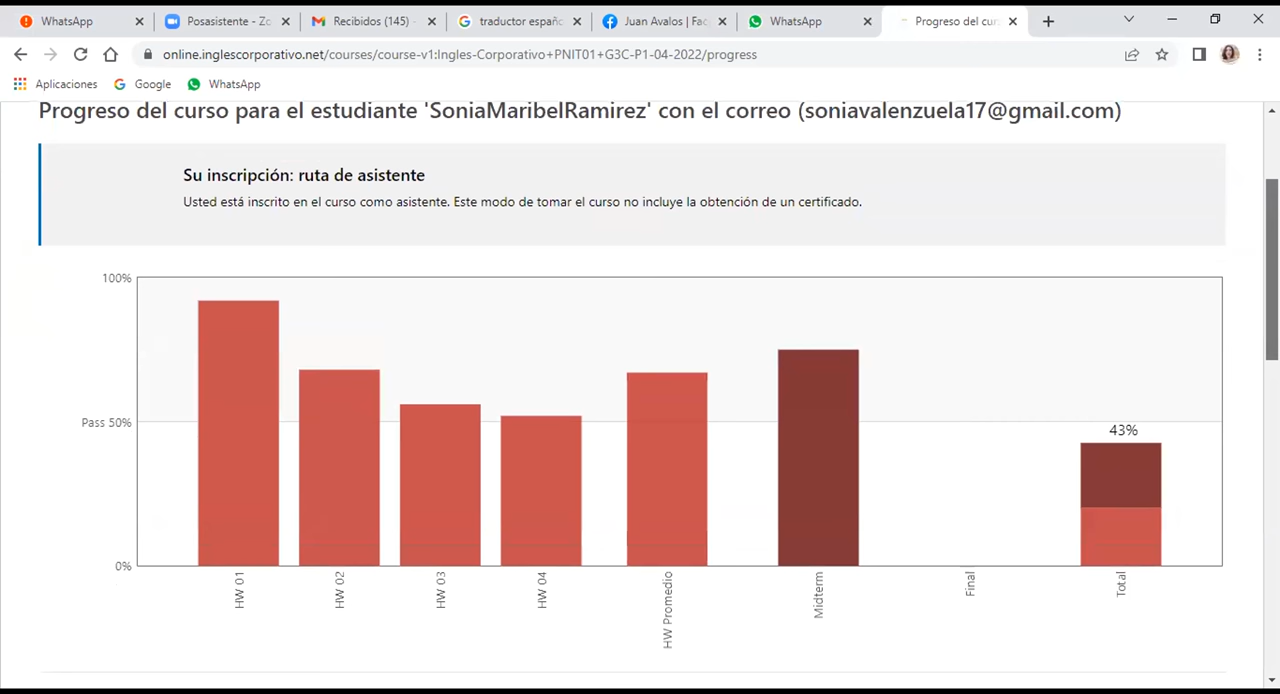 WhatsApp
Posasistente - Zo
Recibidos (145) -
traductor españo
Juan Avalos | Fac
WhatsApp
Progreso del cur
online.inglescorporativo.net/courses/course-v1:Ingles-Corporativo+PNIT01+G3C-P1-04-2022/progress
Aplicaciones Google WhatsApp
Progreso del curso para el estudiante 'SoniaMaribelRamirez' con el correo (soniavalenzuela17@gmail.com)
Su inscripción: ruta de asistente
Usted está inscrito en el curso como asistente. Este modo de tomar el curso no incluye la obtención de un certificado.
100%
Pass 50%
0%
43%
HW 01
HW 02
HW 03
HW 04
HW Promedio
Midterm
Final
Total